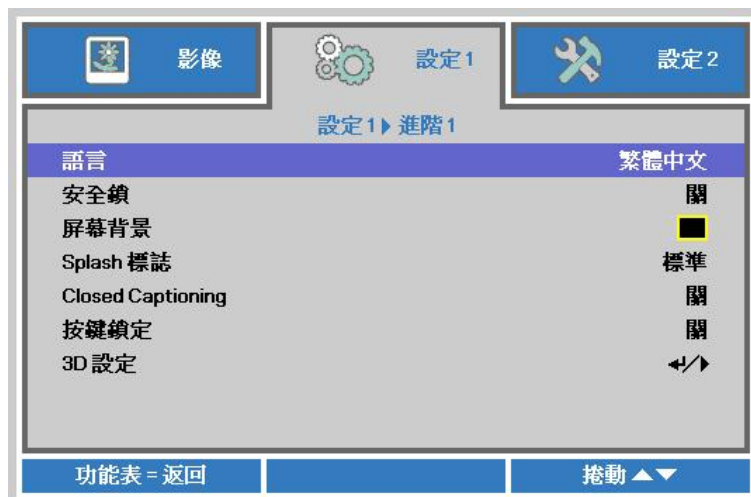 影像
設定1
設定2
設定1▶進階1
語言 繁體中文
安全鎖 關
屏幕背景
Splash 標誌 標準
Closed Captioning 關
按鍵鎖定 關
3D 設定 ↵/▶
功能表 = 返回
捲動▲▼